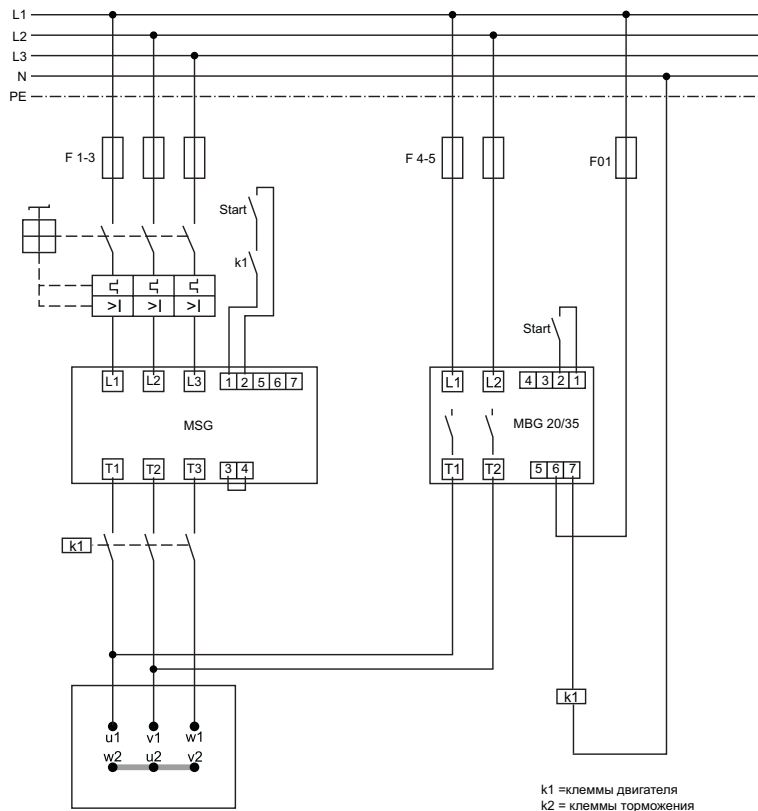 L1
L2
L3
N
PE
F 1-3
F 4-5
F01
Start
k1
>I >I >I
Start
L1 L2 L3 1 2 5 6 7
L1 L2 4 3 2 1
MSG
MBG 20/35
T1 T2 T3 3 4
T1 T2 5 6 7
k1
k1
u1 v1 w1
w2 u2 v2
k1 =клеммы двигателя
k2 = клеммы торможения